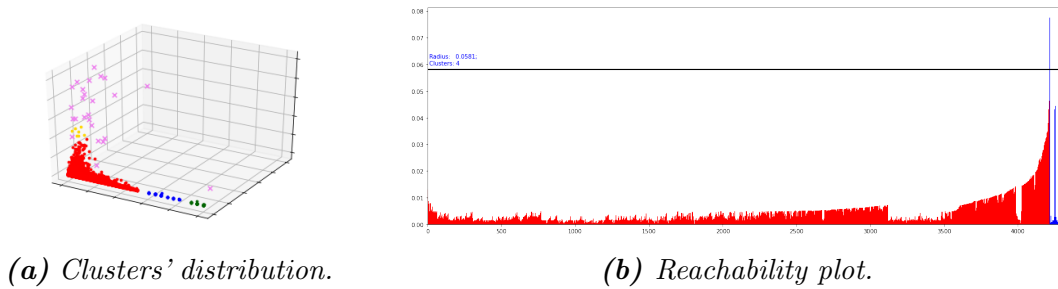 0.08
0.07
Radius: 0.0581;
Clusters: 4
0.06
0.05
0.04
0.03
0.02
0.01
0.00
0 500 1000 1500 2000 2500 3000 3500 4000
(a) Clusters' distribution. (b) Reachability plot.